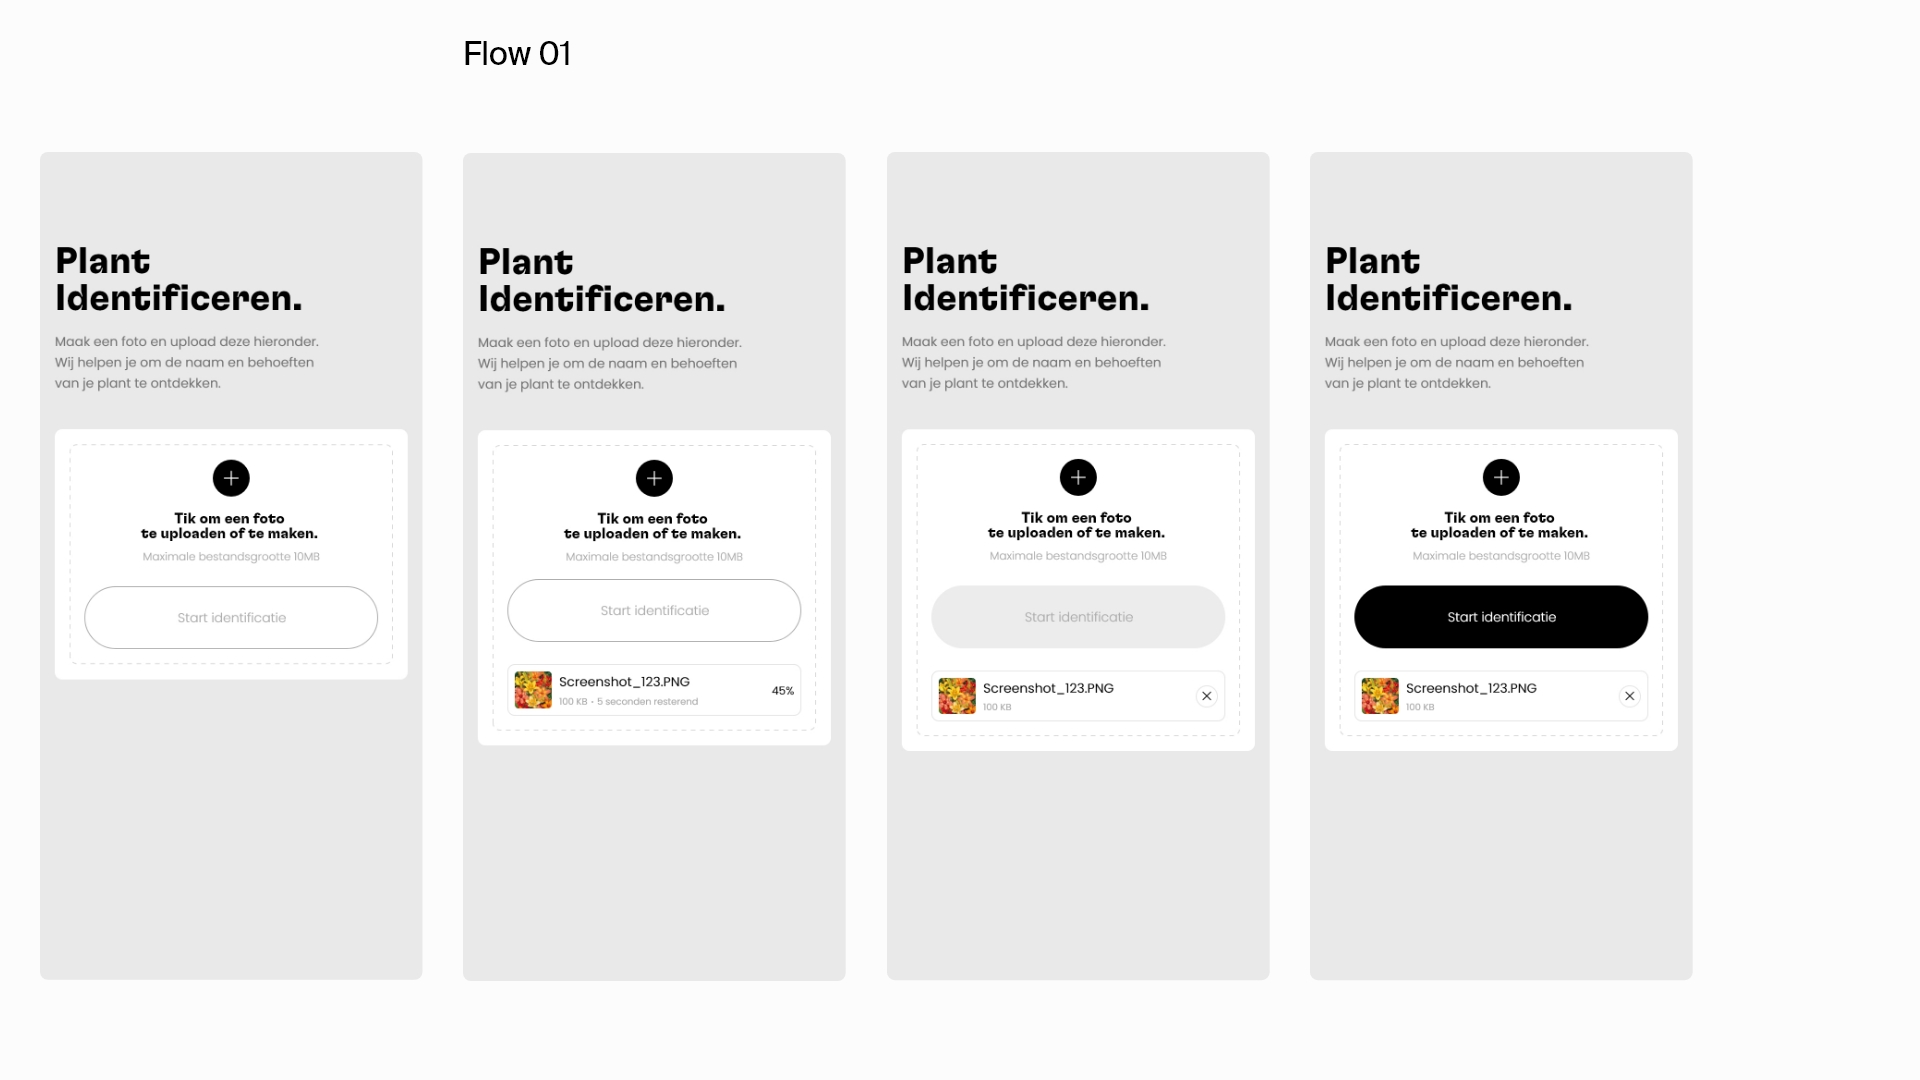 Flow 01
Plant
Identificeren.
Maak een foto en upload deze hieronder.
Wij helpen je om de naam en behoeften
van je plant te ontdekken.
Tik om een foto
te uploaden of te maken.
Maximale bestandsgrootte 10MB
Start identificatie
Plant
Identificeren.
Maak een foto en upload deze hieronder.
Wij helpen je om de naam en behoeften
van je plant te ontdekken.
Tik om een foto
te uploaden of te maken.
Maximale bestandsgrootte 10MB
Start identificatie
Screenshot_123.PNG
45%
100 KB • 5 seconden resterend
Plant
Identificeren.
Maak een foto en upload deze hieronder.
Wij helpen je om de naam en behoeften
van je plant te ontdekken.
Tik om een foto
te uploaden of te maken.
Maximale bestandsgrootte 10MB
Start identificatie
Screenshot_123.PNG
100 KB
Plant
Identificeren.
Maak een foto en upload deze hieronder.
Wij helpen je om de naam en behoeften
van je plant te ontdekken.
Tik om een foto
te uploaden of te maken.
Maximale bestandsgrootte 10MB
Start identificatie
Screenshot_123.PNG
100 KB